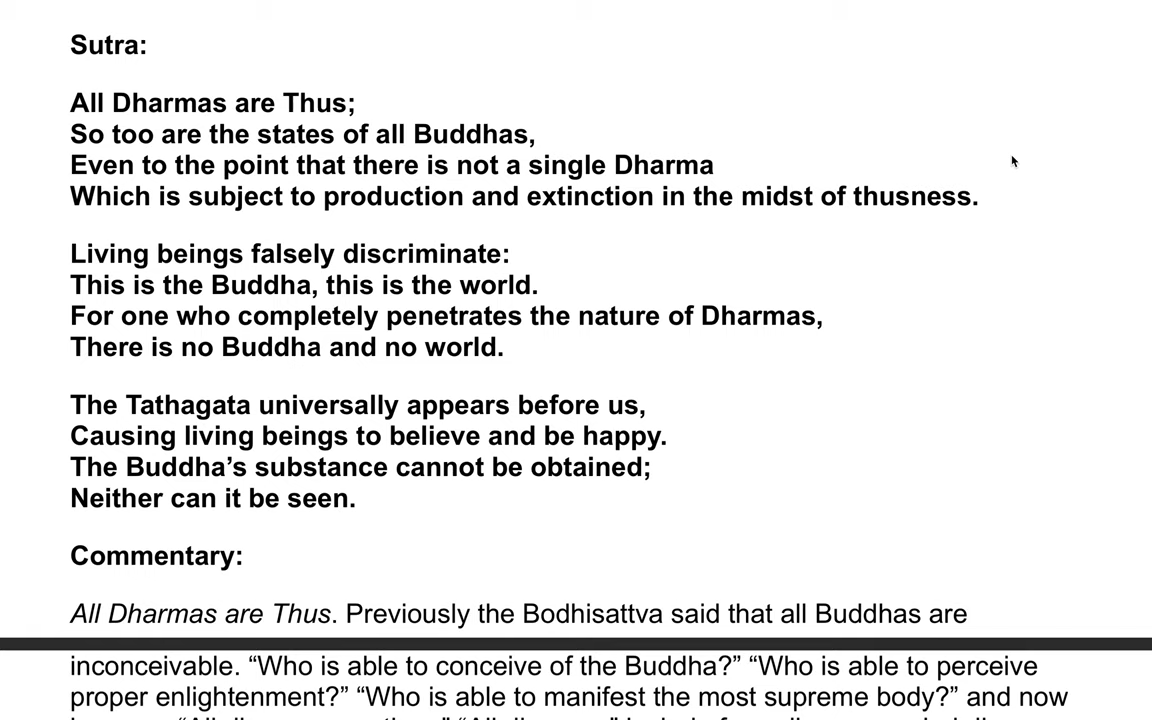 Sutra:
All Dharmas are Thus;
So too are the states of all Buddhas,
Even to the point that there is not a single Dharma
Which is subject to production and extinction in the midst of thusness.
Living beings falsely discriminate:
This is the Buddha, this is the world.
For one who completely penetrates the nature of Dharmas,
There is no Buddha and no world.
The Tathagata universally appears before us,
Causing living beings to believe and be happy.
The Buddha’s substance cannot be obtained;
Neither can it be seen.
Commentary:
All Dharmas are Thus. Previously the Bodhisattva said that all Buddhas are
inconceivable. “Who is able to conceive of the Buddha?” “Who is able to perceive
proper enlightenment?” “Who is able to manifest the most supreme body?” and now